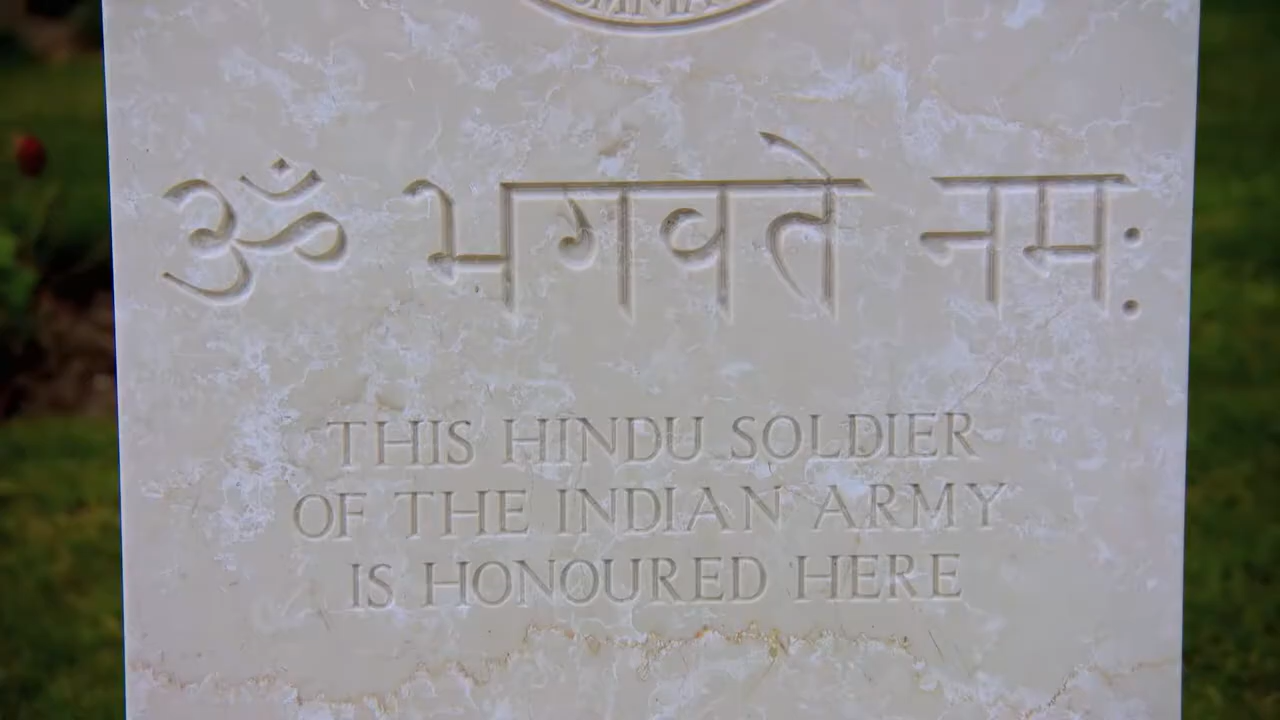 ॐ भगवते नमः
THIS HINDU SOLDIER
OF THE INDIAN ARMY
IS HONOURED HERE